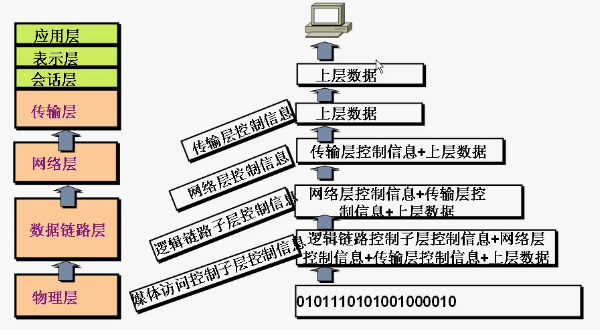 应用层
表示层
会话层
传输层
网络层
数据链路层
物理层
上层数据
上层数据
传输层控制信息
传输层控制信息+上层数据
网络层控制信息
网络层控制信息+传输层控
制信息+上层数据
逻辑链路子层控制信息
逻辑链路控制子层控制信息+网络层
控制信息+传输层控制信息+上层数据
媒体访问控制子层控制信息
0101110101001000010